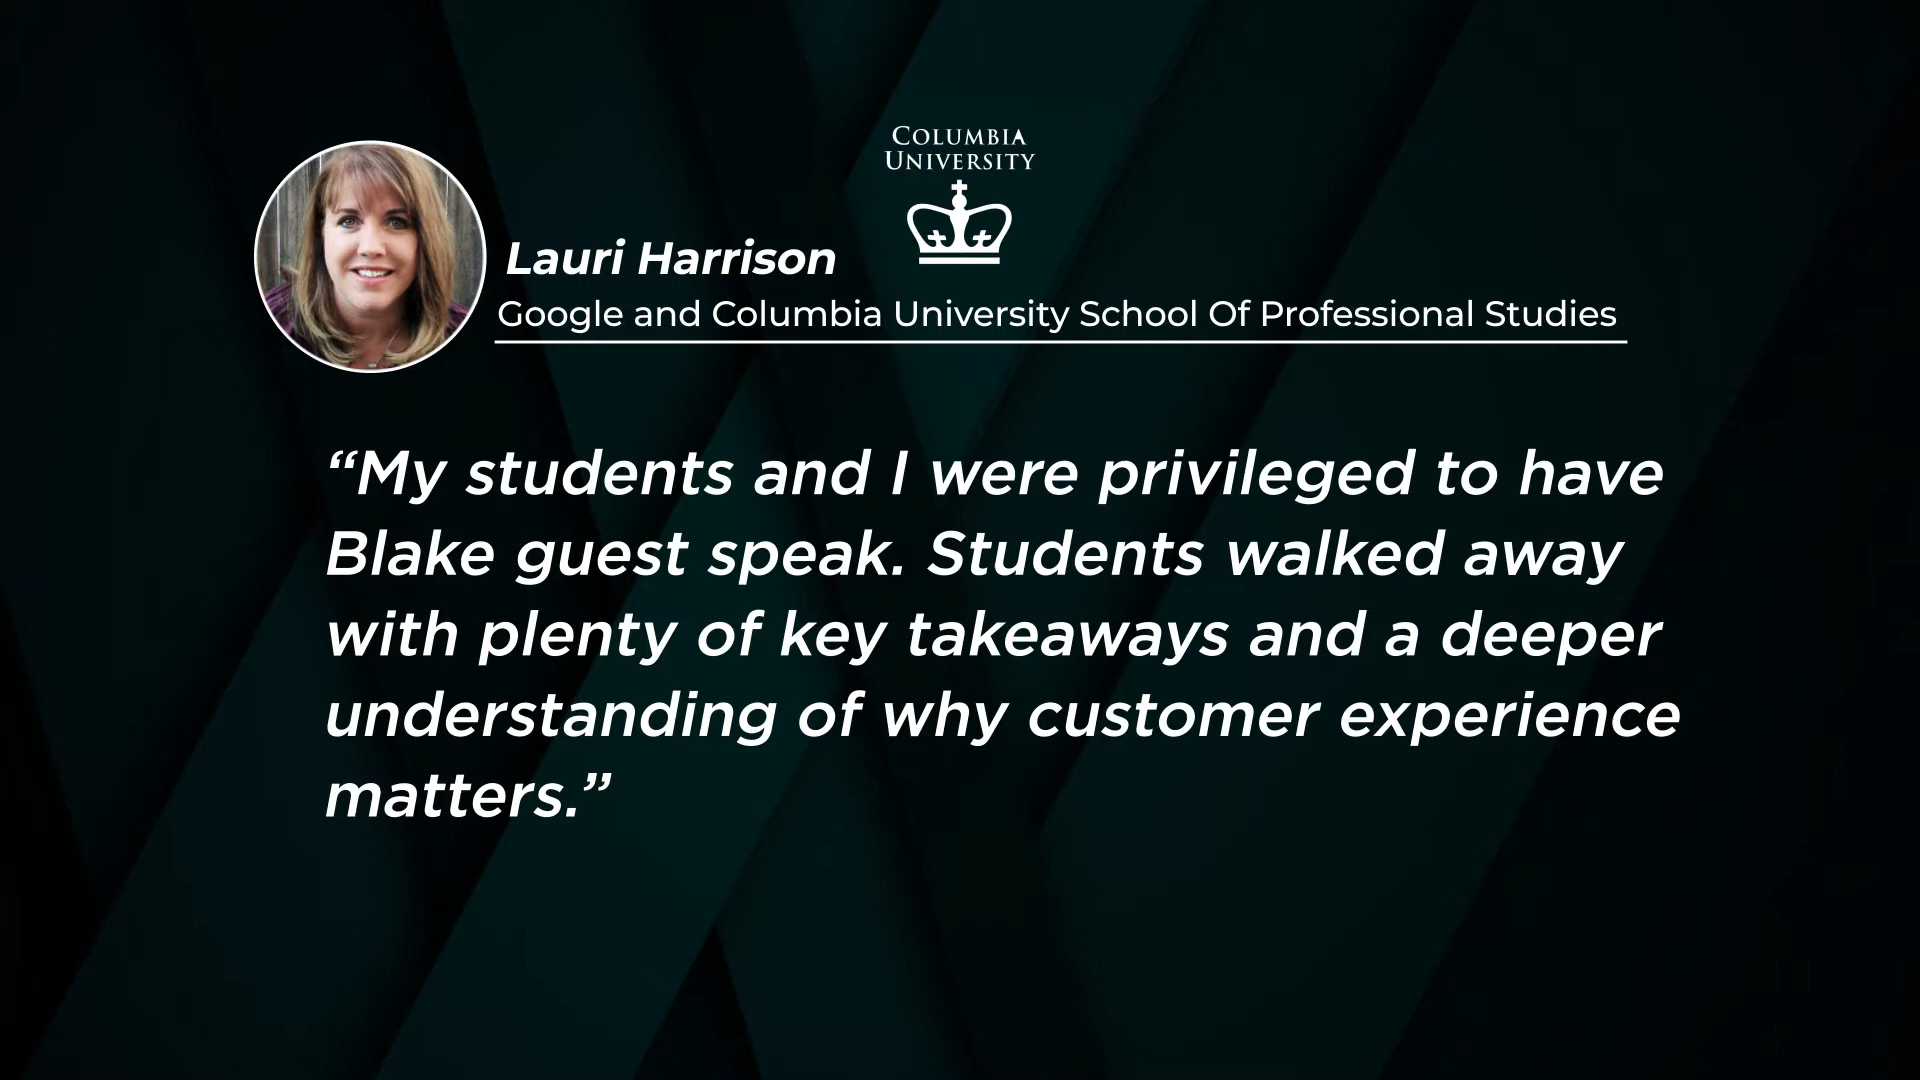 COLUMBIA
UNIVERSITY
Lauri Harrison
Google and Columbia University School Of Professional Studies
“My students and I were privileged to have
Blake guest speak. Students walked away
with plenty of key takeaways and a deeper
understanding of why customer experience
matters.”